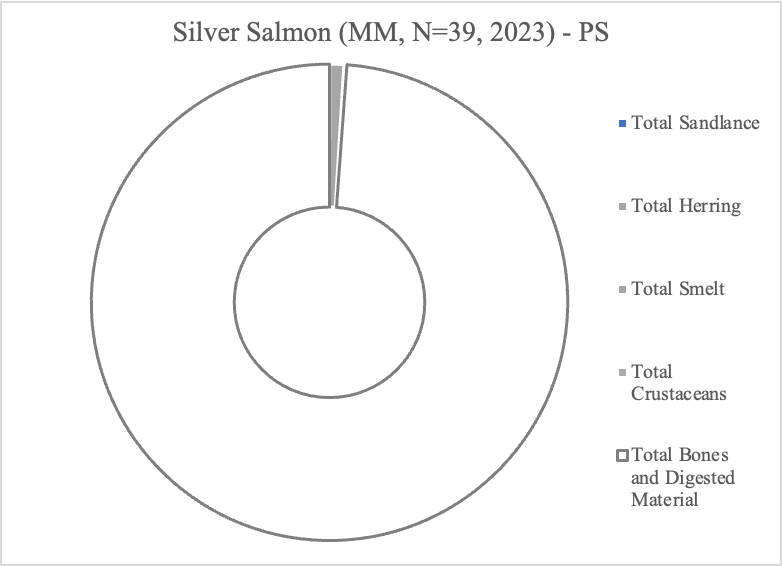 Silver Salmon (MM, N=39, 2023) - PS
Total Sandlance
Total Herring
Total Smelt
Total
Crustaceans
Total Bones
and Digested
Material